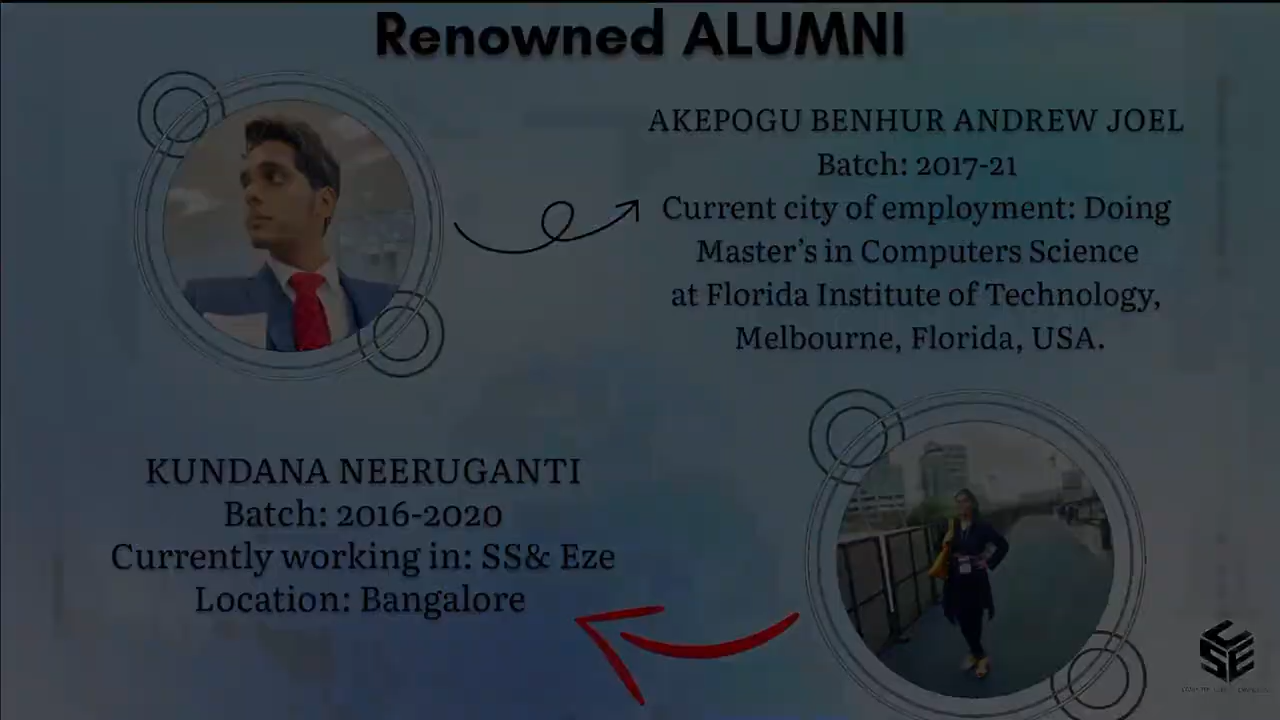 Renowned ALUMNI
AKEPOGU BENHUR ANDREW JOEL
Batch: 2017-21
Current city of employment: Doing
Master's in Computers Science
at Florida Institute of Technology,
Melbourne, Florida, USA.
KUNDANA NEERUGANTI
Batch: 2016-2020
Currently working in: SS& Eze
Location: Bangalore
CSE